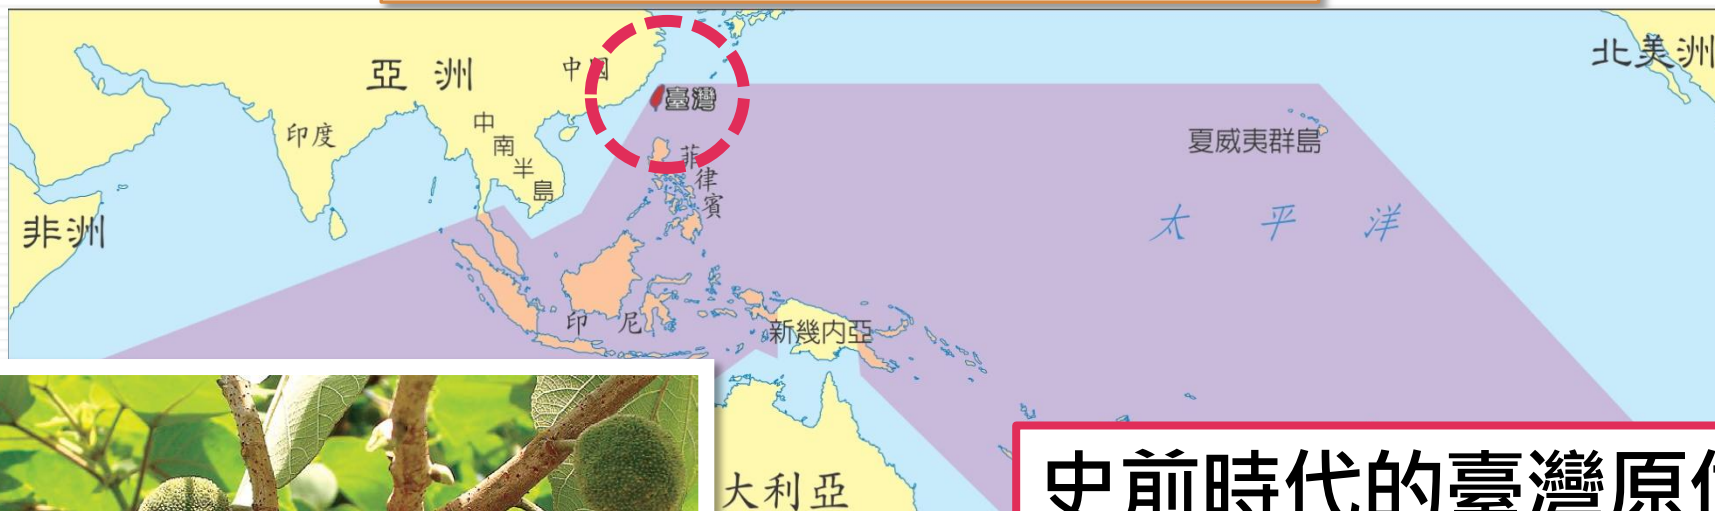 亞洲
中國
臺灣
北美洲
印度
中南半島
菲律賓
夏威夷群島
非洲
太平洋
印尼
新幾內亞
大利亞
史前時代的臺灣原